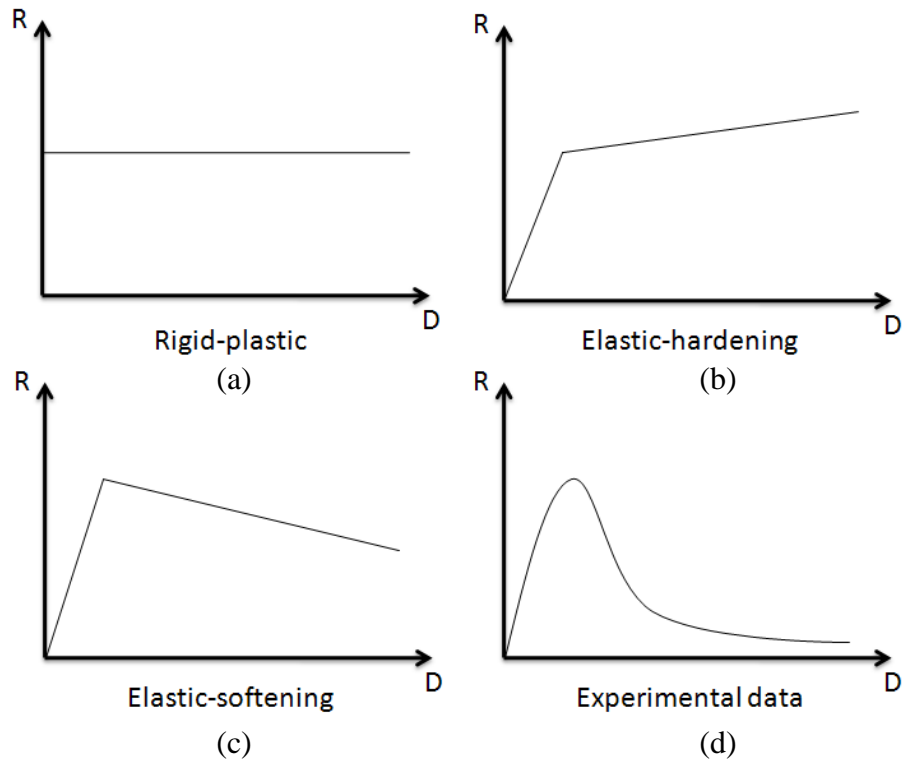 R
D
Rigid-plastic
(a)
R
D
Elastic-hardening
(b)
R
D
Elastic-softening
(c)
R
D
Experimental data
(d)